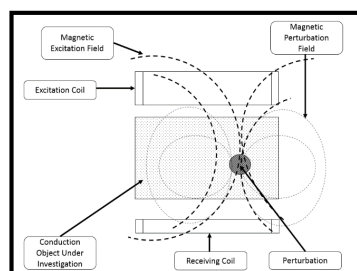 Magnetic
Excitation Field
Magnetic
Perturbation
Field
Excitation Coil
Conduction
Object Under
Investigation
Receiving Coil
Perturbation